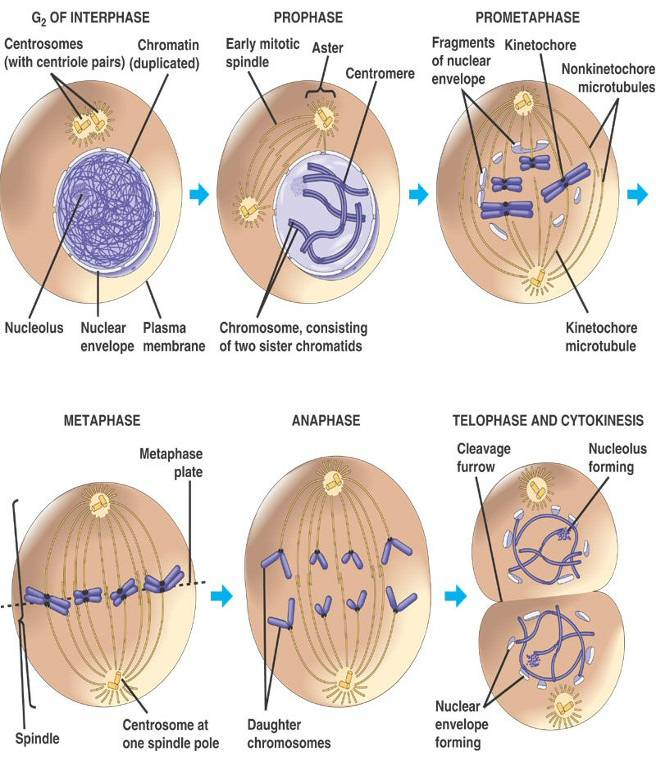 G₂ OF INTERPHASE
Centrosomes
(with centriole pairs)
Chromatin
(duplicated)
Nucleolus
Nuclear
envelope
Plasma
membrane
PROPHASE
Early mitotic
spindle
Aster
Centromere
Chromosome, consisting
of two sister chromatids
PROMETAPHASE
Fragments
of nuclear
envelope
Kinetochore
Nonkinetochore
microtubules
Kinetochore
microtubule
METAPHASE
Metaphase
plate
Spindle
Centrosome at
one spindle pole
ANAPHASE
Daughter
chromosomes
TELOPHASE AND CYTOKINESIS
Cleavage
furrow
Nucleolus
forming
Nuclear
envelope
forming